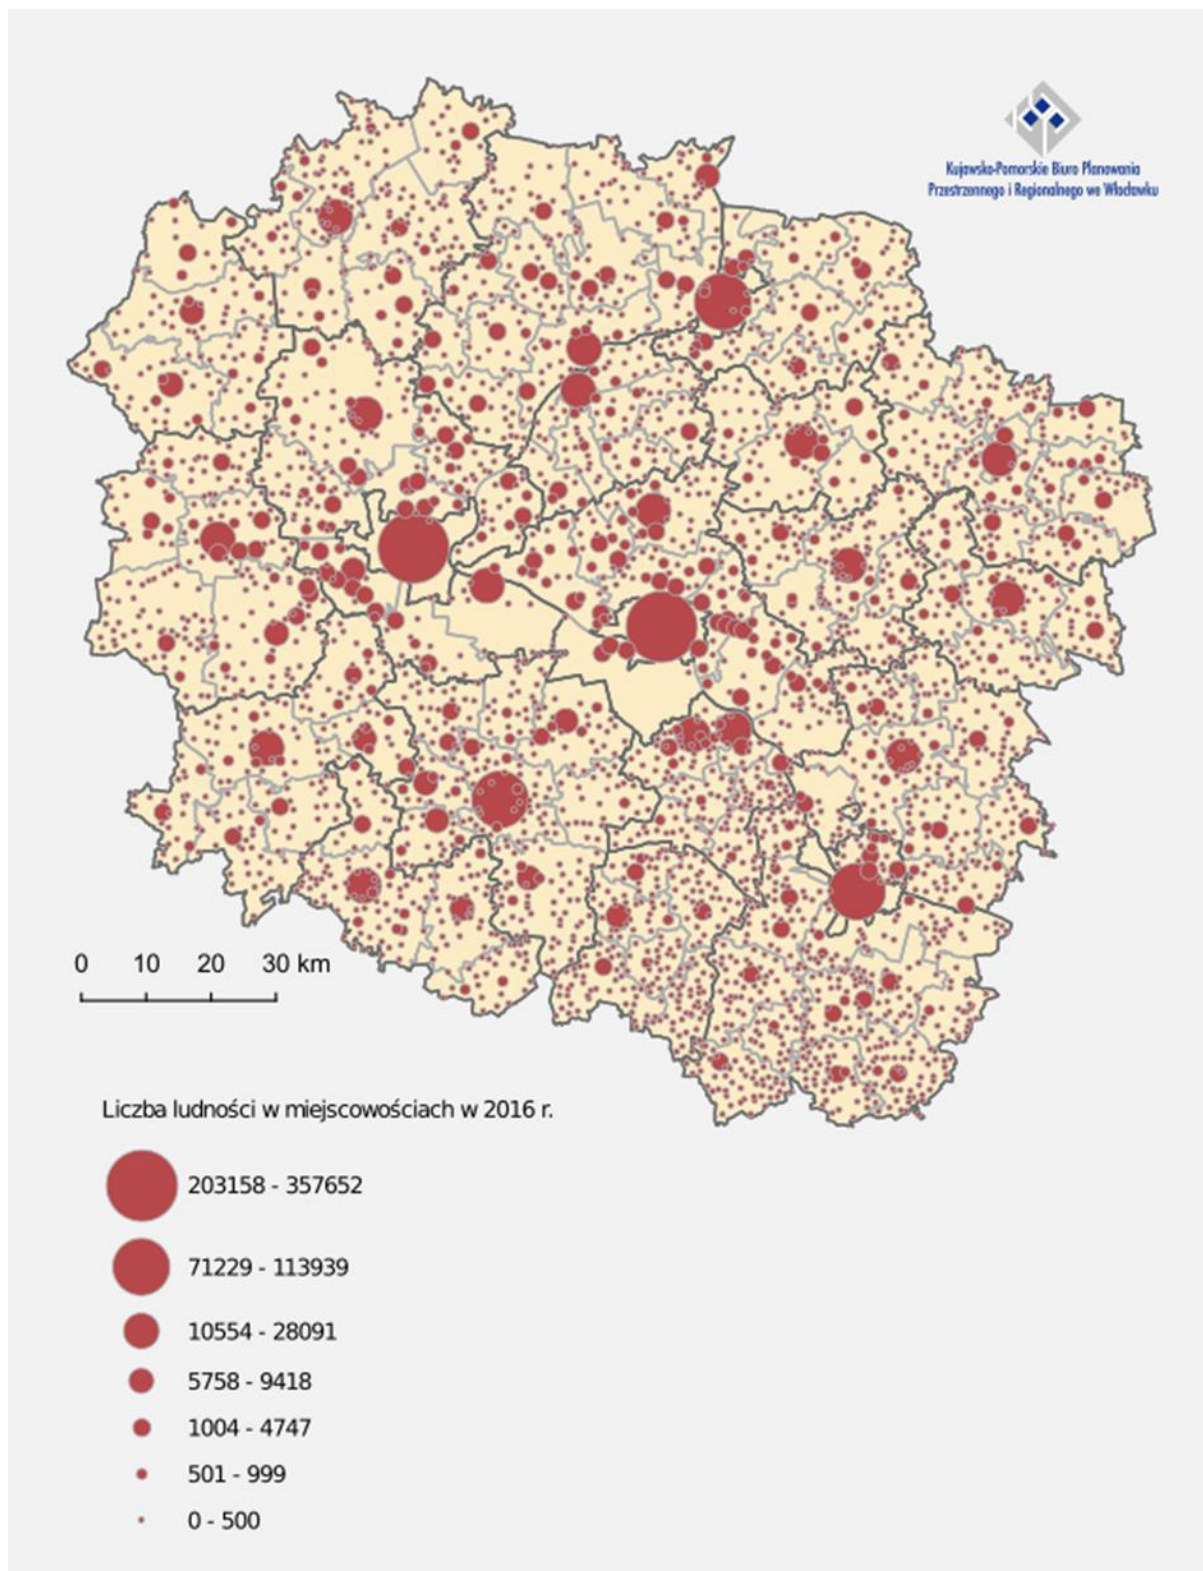 Kujawsko-Pomorskie Biuro Planowania
Przestrzennego i Regionalnego we Włocławku
0 10 20 30 km
Liczba ludności w miejscowościach w 2016 r.
203158 - 357652
71229 - 113939
10554 - 28091
5758 - 9418
1004 - 4747
501 - 999
0 - 500